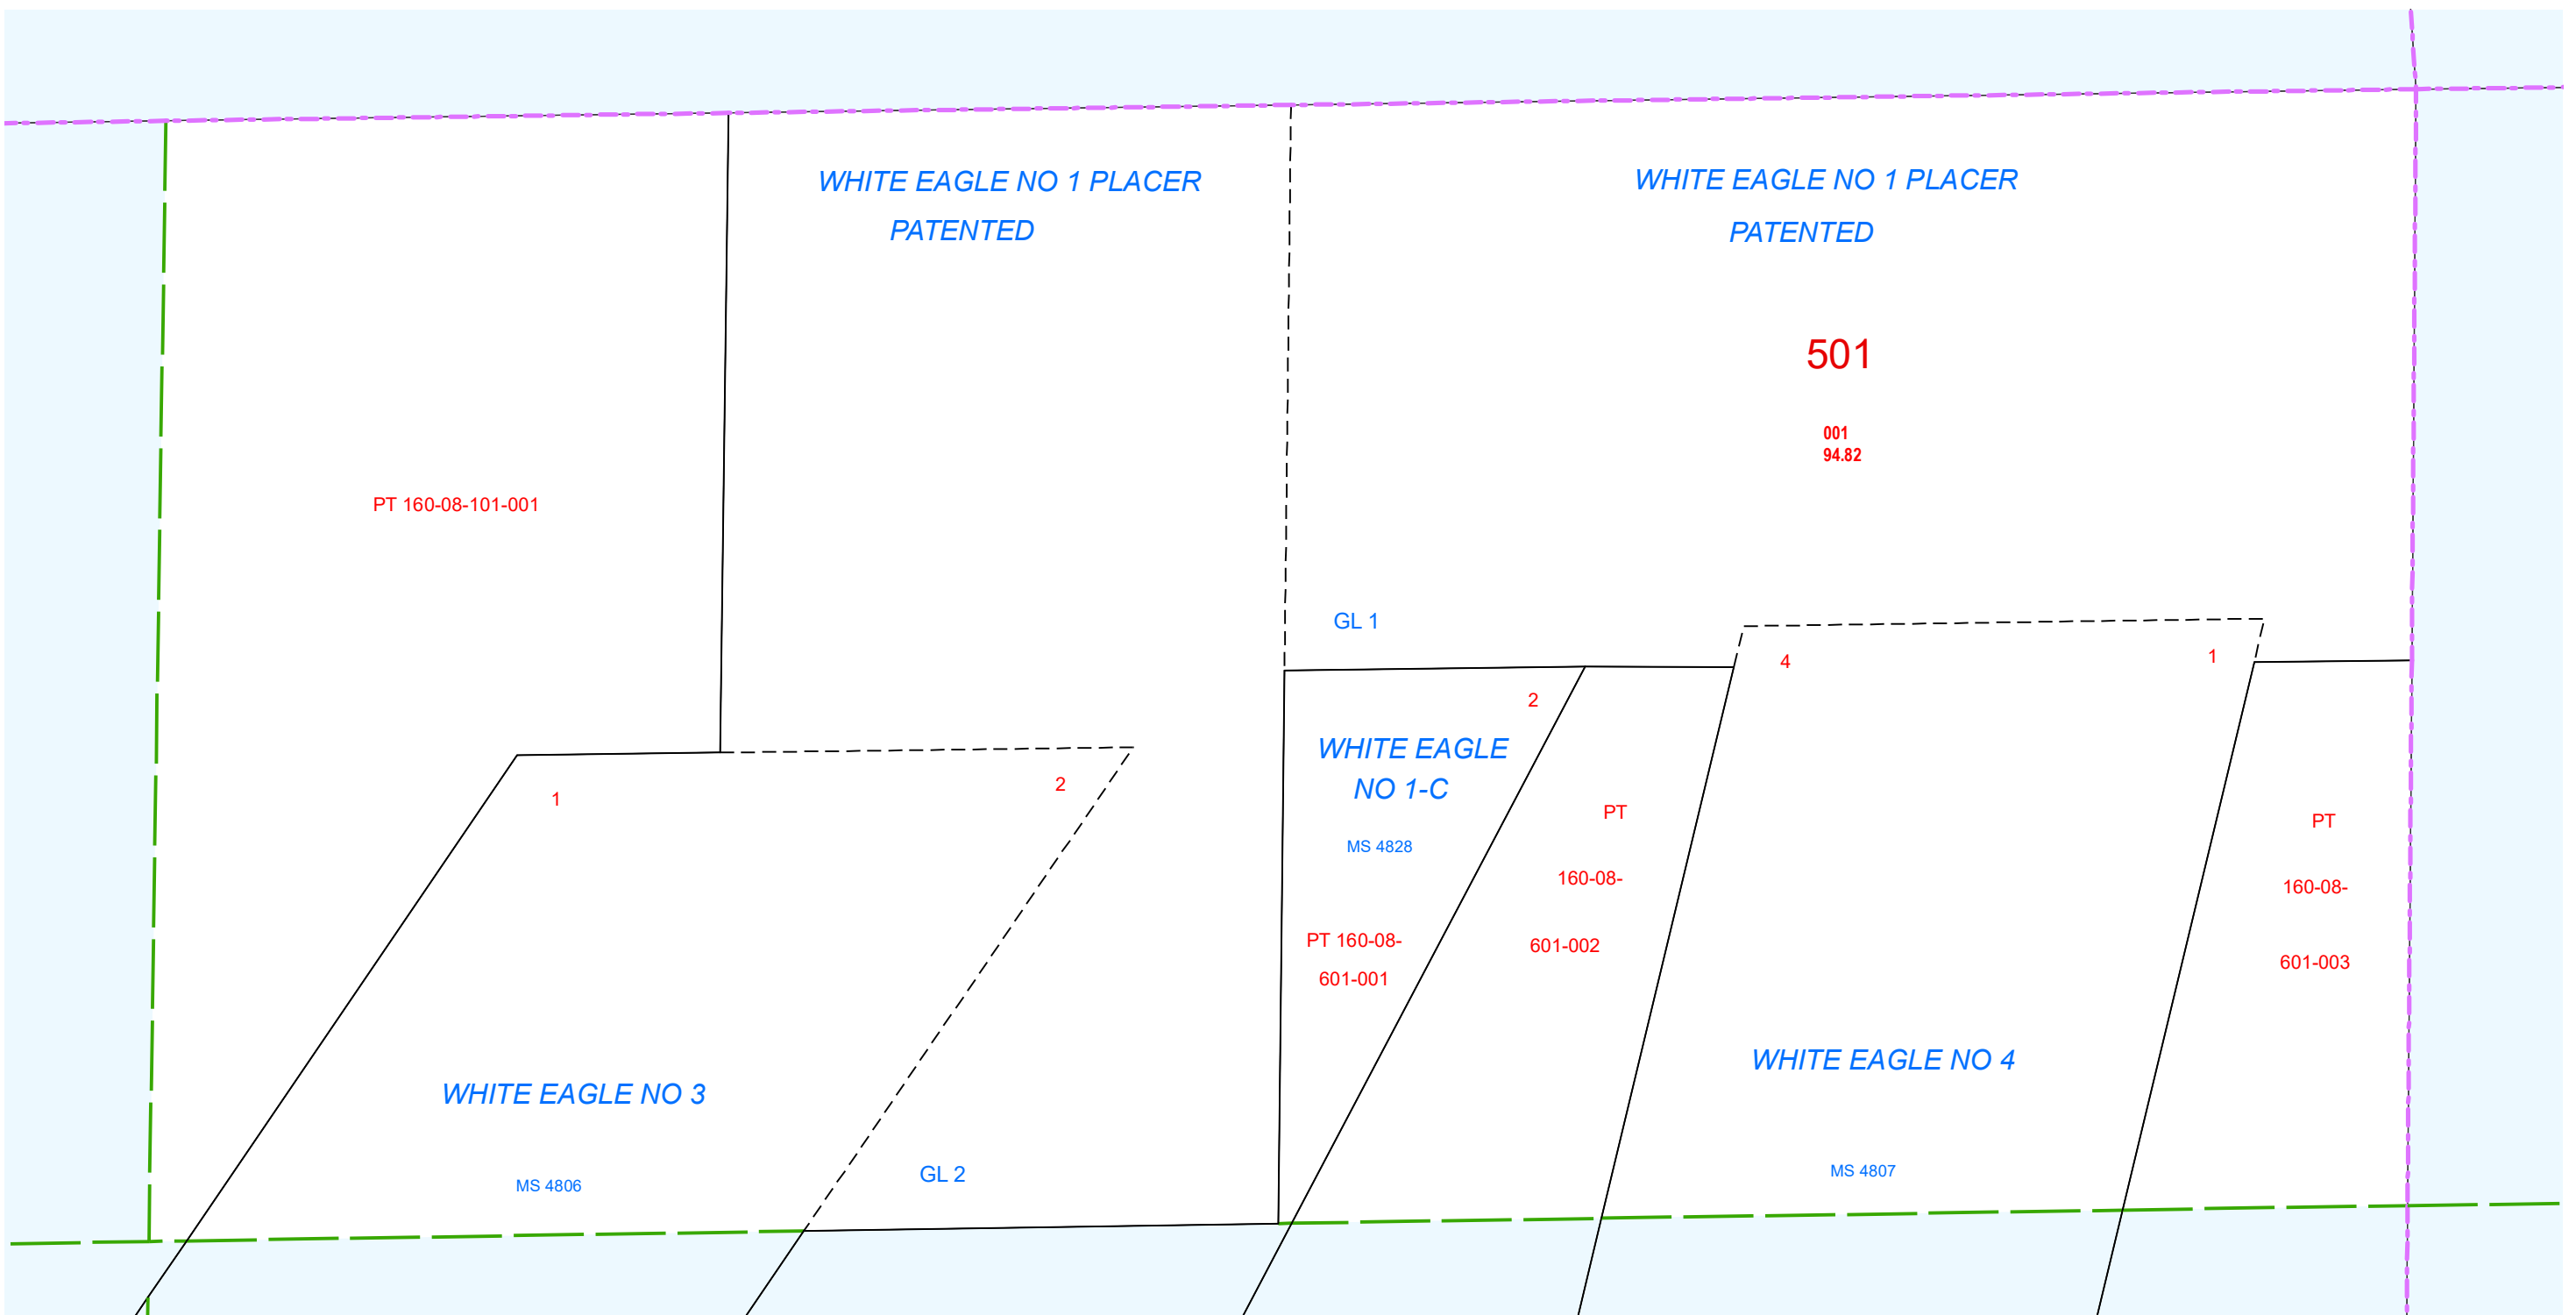 WHITE EAGLE NO 1 PLACER
PATENTED
WHITE EAGLE NO 1 PLACER
PATENTED
501
001
94.82
PT 160-08-101-001
GL 1
4
1
2
WHITE EAGLE
NO 1-C
MS 4828
PT 160-08-
601-001
PT
160-08-
601-002
PT
160-08-
601-003
1
2
WHITE EAGLE NO 3
MS 4806
GL 2
WHITE EAGLE NO 4
MS 4807